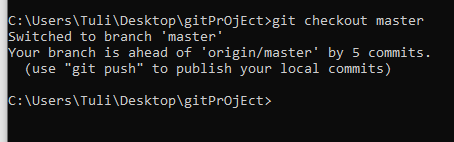 C:\Users\Tuli\Desktop\gitPrOjEct>git checkout master
Switched to branch 'master'
Your branch is ahead of 'origin/master' by 5 commits.
  (use "git push" to publish your local commits)
C:\Users\Tuli\Desktop\gitPrOjEct>